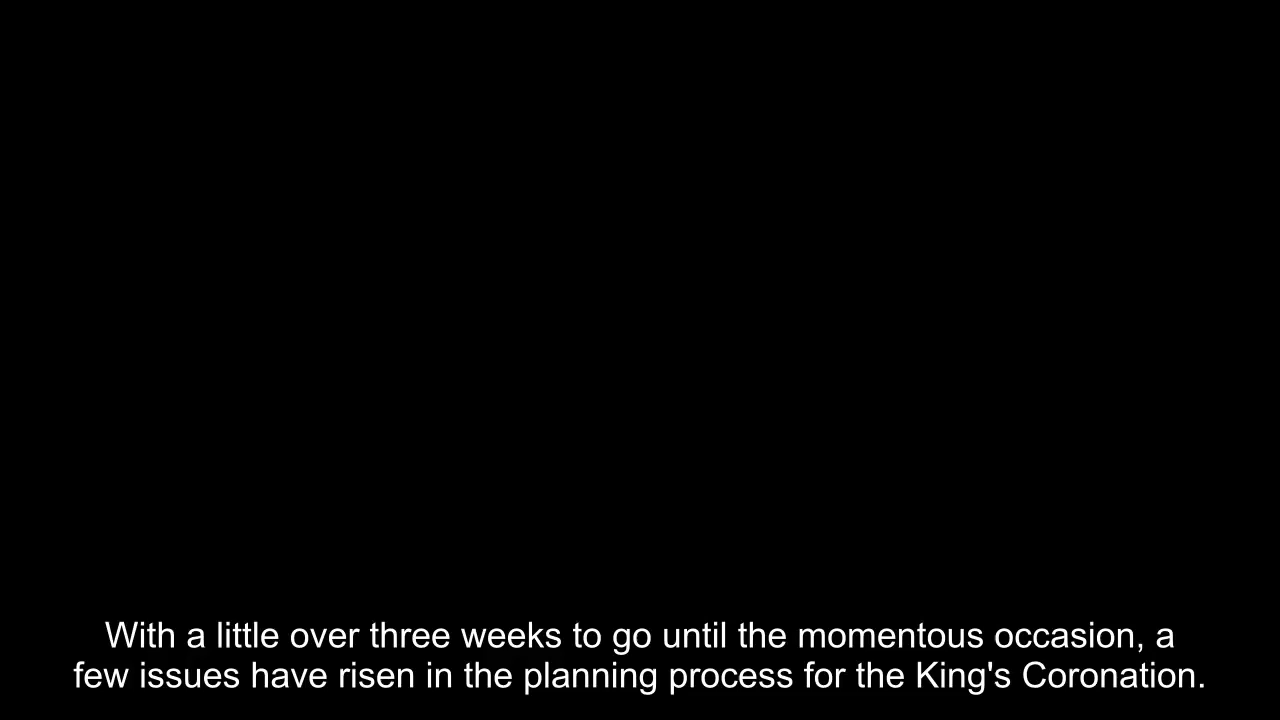 With a little over three weeks to go until the momentous occasion, a
few issues have risen in the planning process for the King's Coronation.